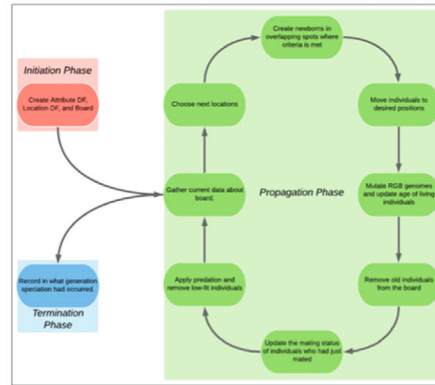 Initiation Phase
Create Attribute DF,
Location DF, and Board
Create newborns in
overlapping spots where
criteria is met
Choose next locations
Move individuals to
desired positions
Gather current data about
board.
Propagation Phase
Mutate RGB genomes
and update age of living
individuals
Record in what generation
speciation had occurred.
Termination
Phase
Apply predation and
remove low-fit individuals
Remove old individuals
from the board
Update the mating status
of individuals who had just
mated